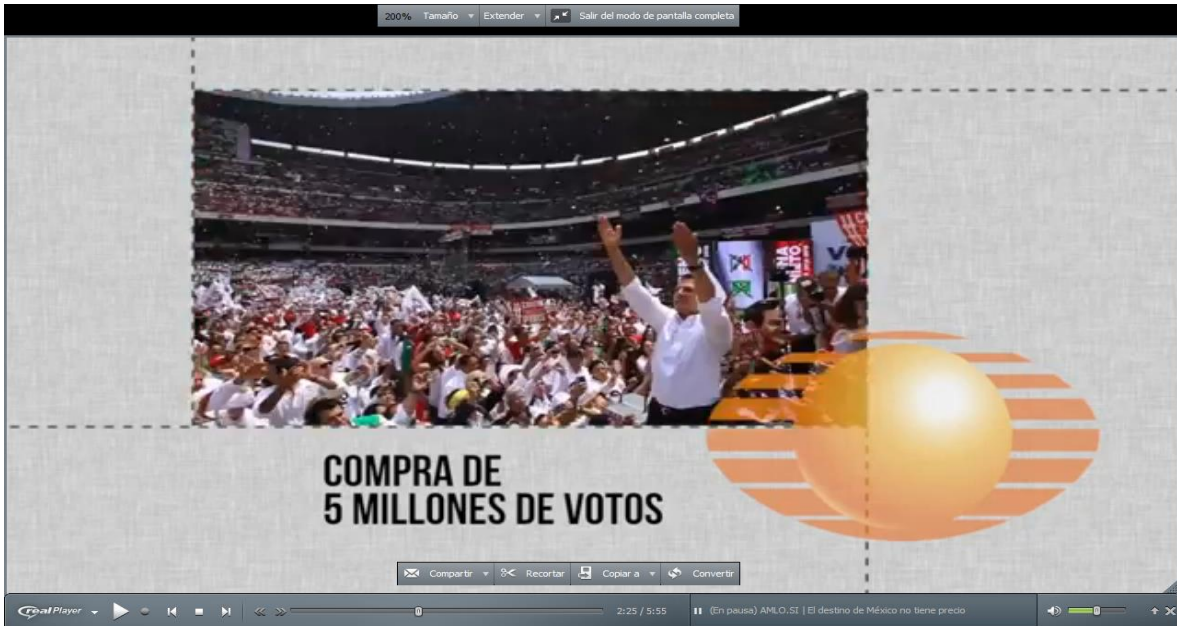 200% Tamaño Extender Salir del modo de pantalla completa
COMPRA DE
5 MILLONES DE VOTOS
Compartir Recortar Copiar a Convertir
RealPlayer 2:25 / 5:55 (En pausa) AMLO.SI | El destino de México no tiene precio